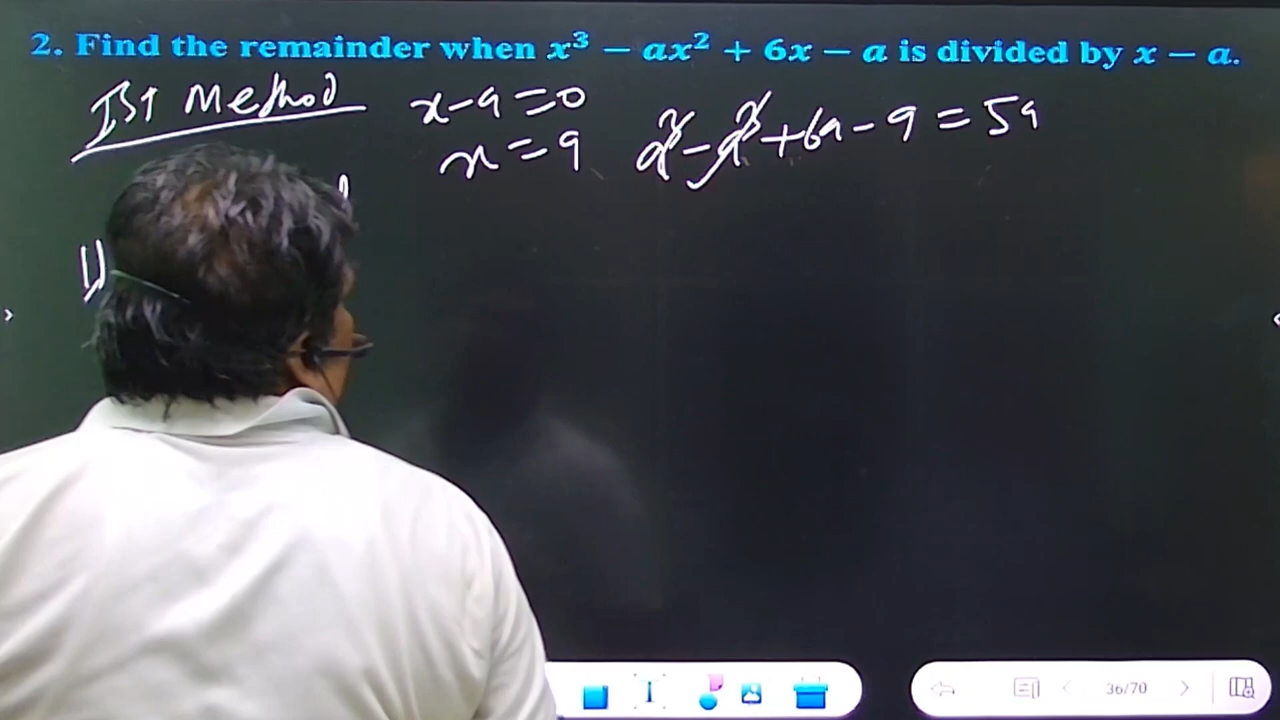 2. Find the remainder when x³ − ax² + 6x − a is divided by x − a.
Ist Method x-a=0
x=a a³-a³+6a-a=5a
36/70